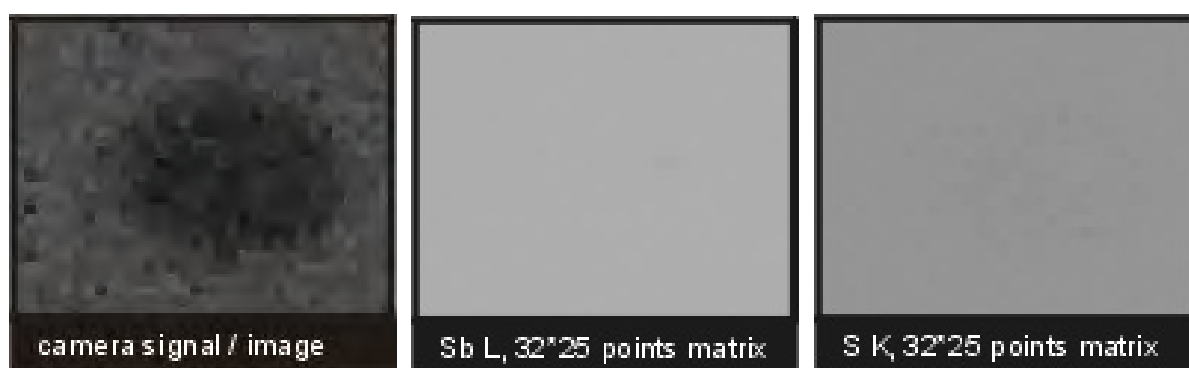 camera signal / image
Sb L, 32*25 points matrix
S K, 32*25 points matrix